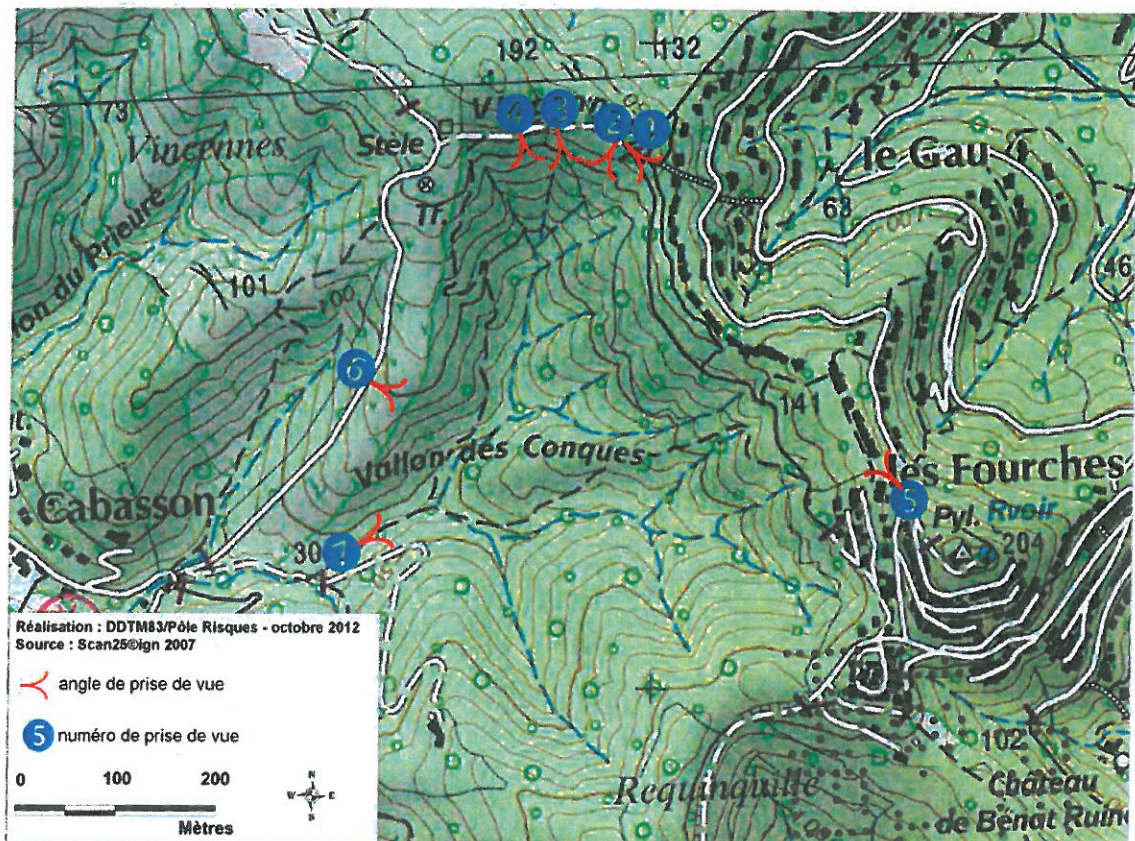 192
132
73
Vincennes
4
3
2
1
Stèle
le Gau
Tr.
63
101
46
6
141
Vallon des Conques
les Fourches
5
Cabasson
Pyl. Rvoir
204
30
7
Réalisation : DDTM83/Pôle Risques - octobre 2012
Source : Scan25©ign 2007
angle de prise de vue
5 numéro de prise de vue
0 100 200
Mètres
N
W E
S
102
Requinquille
Château
de Bénat Ruin